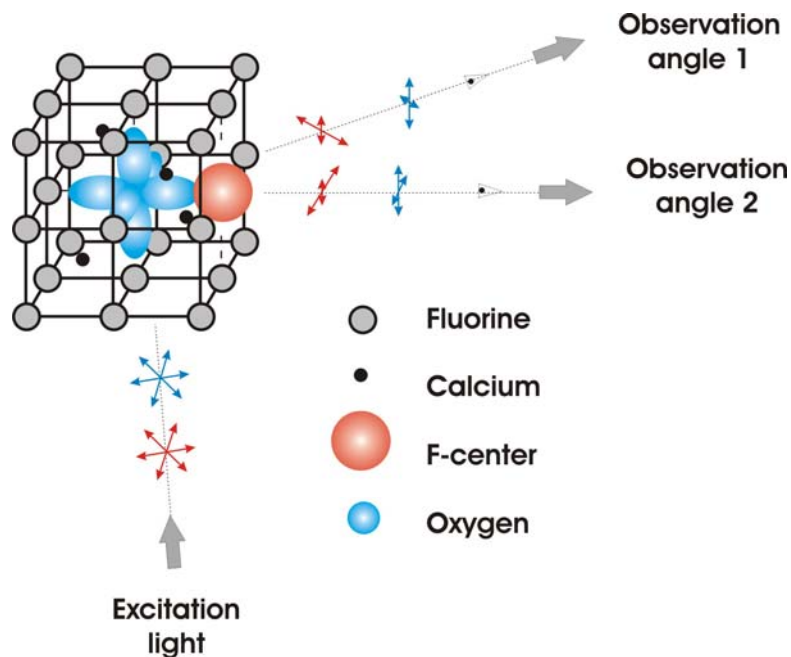 Observation
angle 1
Observation
angle 2
Fluorine
Calcium
F-center
Oxygen
Excitation
light